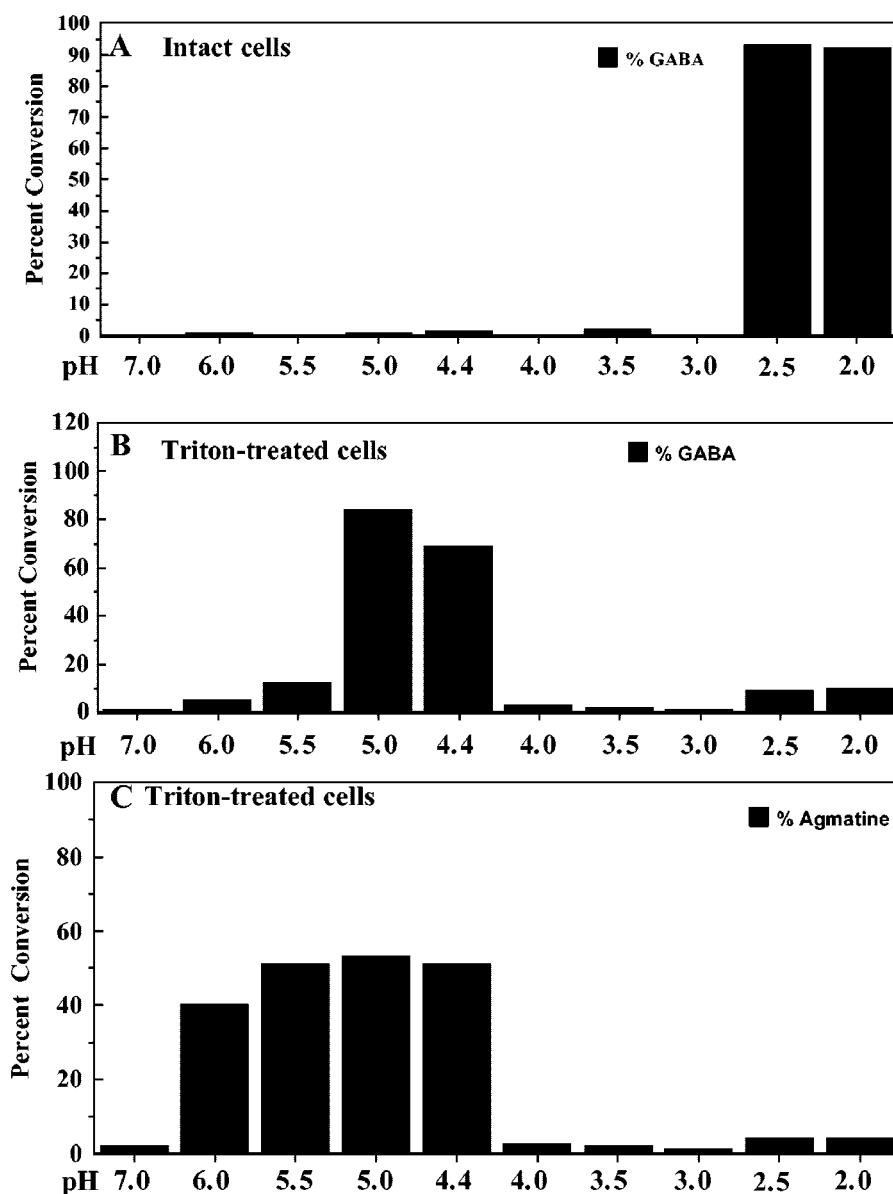 A Intact cells
% GABA
Percent Conversion
100
90
80
70
60
50
40
30
20
10
0
pH 7.0 6.0 5.5 5.0 4.4 4.0 3.5 3.0 2.5 2.0
B Triton-treated cells
% GABA
Percent Conversion
120
100
80
60
40
20
0
pH 7.0 6.0 5.5 5.0 4.4 4.0 3.5 3.0 2.5 2.0
C Triton-treated cells
% Agmatine
Percent Conversion
100
80
60
40
20
0
pH 7.0 6.0 5.5 5.0 4.4 4.0 3.5 3.0 2.5 2.0